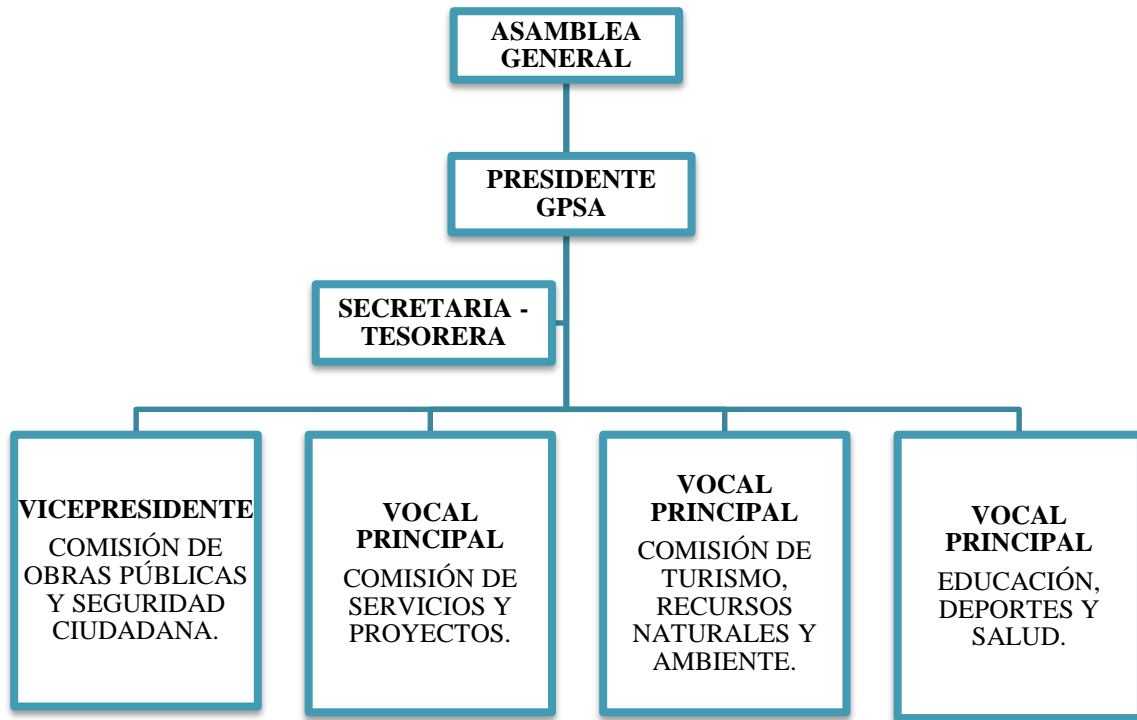 ASAMBLEA
GENERAL
PRESIDENTE
GPSA
SECRETARIA -
TESORERA
VICEPRESIDENTE
COMISIÓN DE
OBRAS PÚBLICAS
Y SEGURIDAD
CIUDADANA.
VOCAL
PRINCIPAL
COMISIÓN DE
SERVICIOS Y
PROYECTOS.
VOCAL
PRINCIPAL
COMISIÓN DE
TURISMO,
RECURSOS
NATURALES Y
AMBIENTE.
VOCAL
PRINCIPAL
EDUCACIÓN,
DEPORTES Y
SALUD.